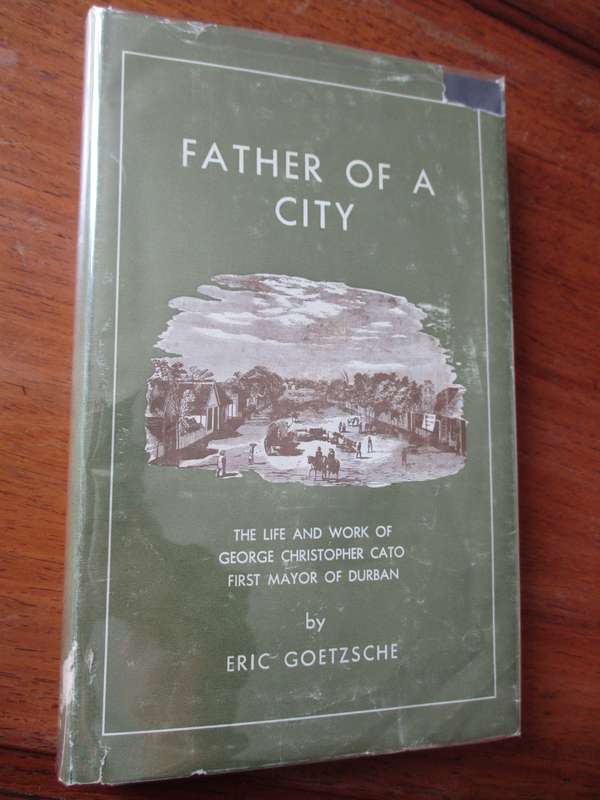 FATHER OF A
CITY
THE LIFE AND WORK OF
GEORGE CHRISTOPHER CATO
FIRST MAYOR OF DURBAN
by
ERIC GOETZSCHE